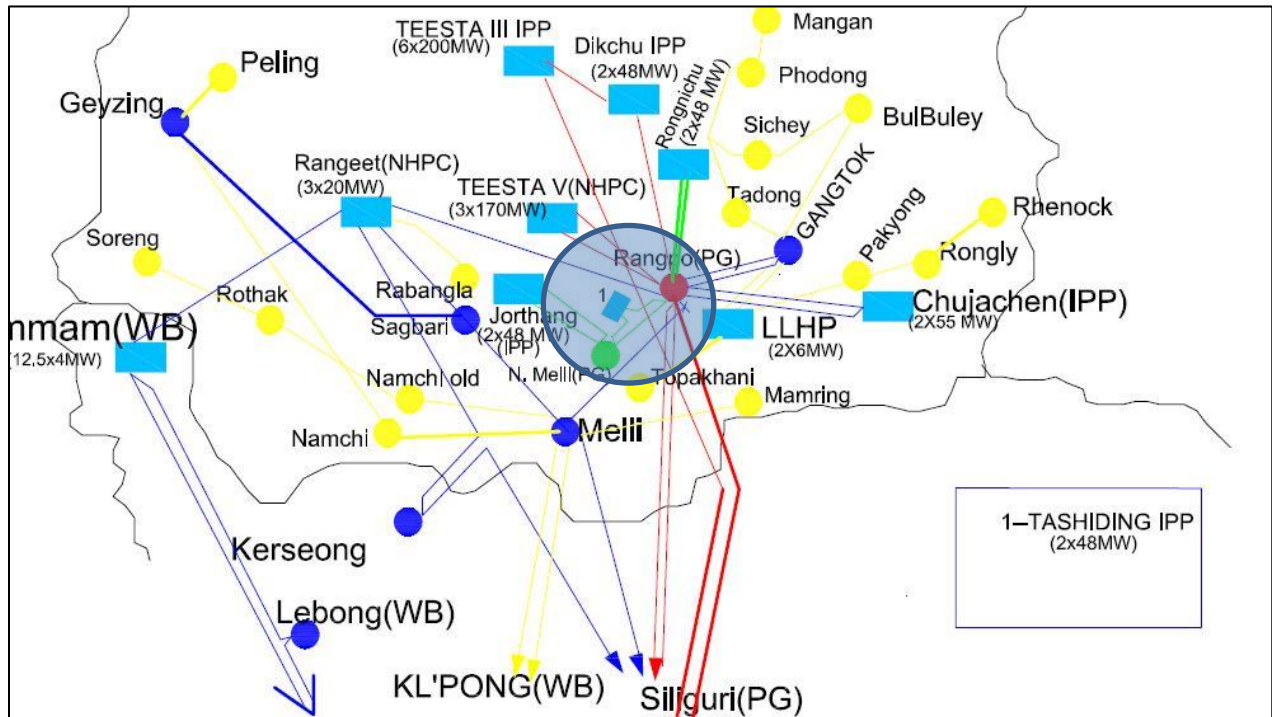 Mangan
TEESTA III IPP
(6x200MW)
Dikchu IPP
(2x48MW)
Peling
Phodong
Geyzing
Rongnichu
(2x48 MW)
Sichey
BulBuley
Rangeet(NHPC)
(3x20MW)
TEESTA V(NHPC)
(3x170MW)
Tadong
GANGTOK
Pakyong
Rhenock
Soreng
Rangpo(PG)
Rongly
Rothak
Rabangla
1
Jorthang
(2x48 MW)
(IPP)
Chujachen(IPP)
(2X55 MW)
Sagbari
mmam(WB)
(12.5x4MW)
LLHP
(2X6MW)
N. Melli(PG)
Topakhani
Namchi old
Mamring
Namchi
Melli
1–TASHIDING IPP
(2x48MW)
Kerseong
Lebong(WB)
KL'PONG(WB)
Siliguri(PG)